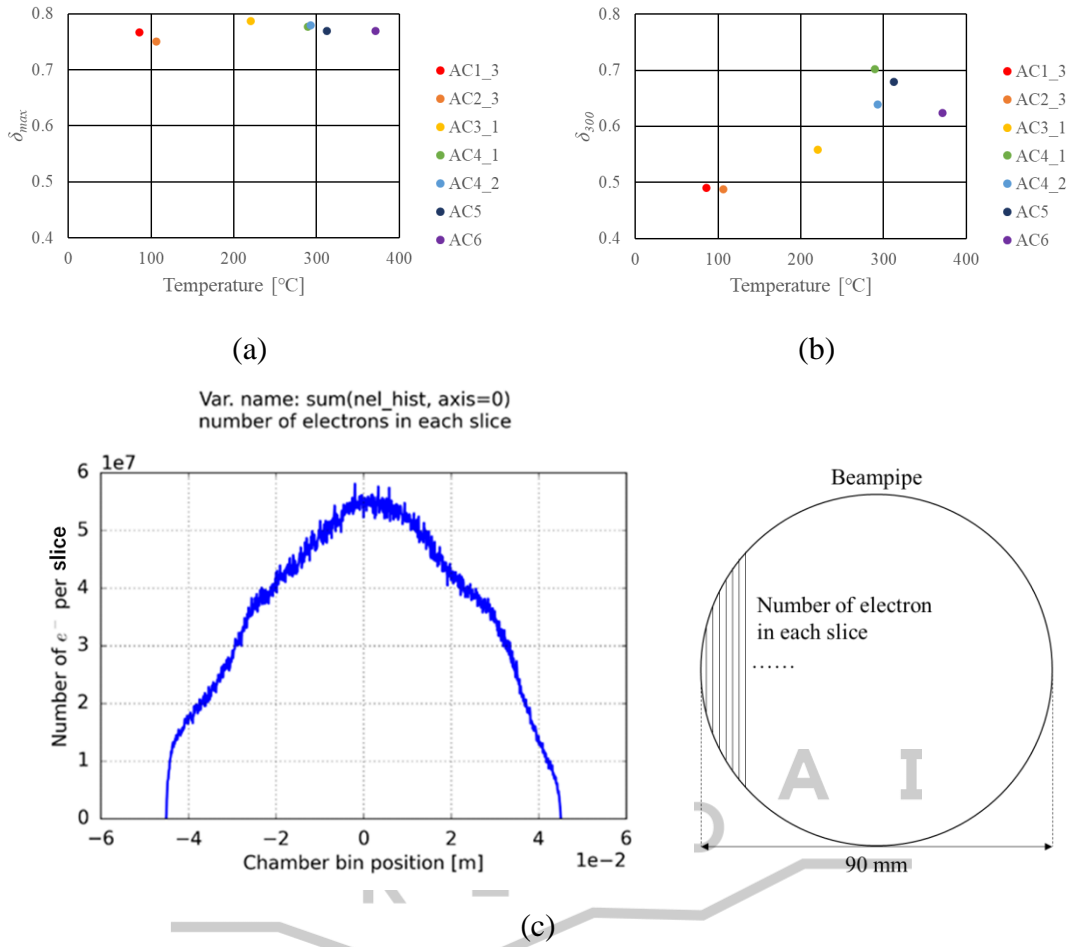 0.8
0.7
0.6
0.5
0.4
δmax
0 100 200 300 400
Temperature [°C]
AC1_3
AC2_3
AC3_1
AC4_1
AC4_2
AC5
AC6
(a)
0.8
0.7
0.6
0.5
0.4
δ300
0 100 200 300 400
Temperature [°C]
AC1_3
AC2_3
AC3_1
AC4_1
AC4_2
AC5
AC6
(b)
Var. name: sum(nel_hist, axis=0)
number of electrons in each slice
1e7
6
5
4
3
2
1
0
Number of e⁻ per slice
−6 −4 −2 0 2 4 6
Chamber bin position [m] 1e-2
Beampipe
Number of electron
in each slice
......
90 mm
A I
(c)